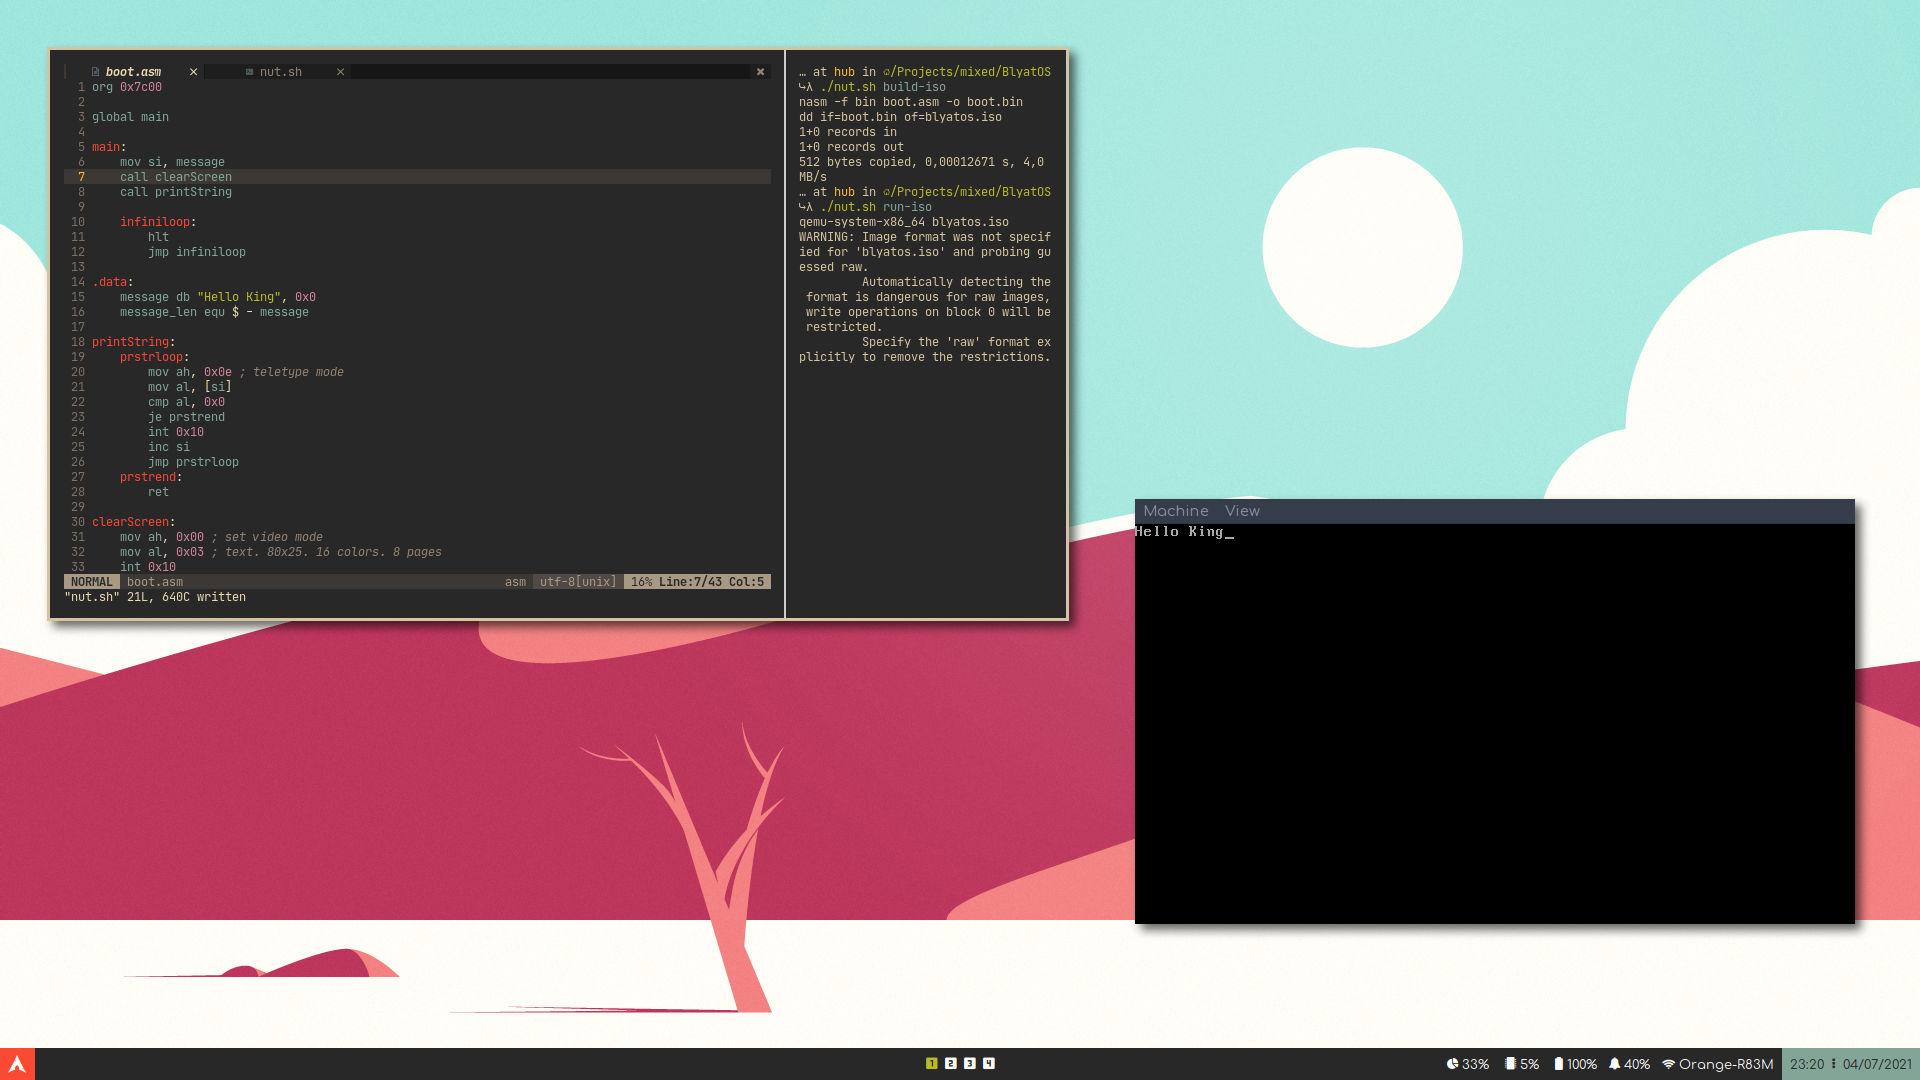 boot.asm × nut.sh × ✖
1 org 0x7c00
2
3 global main
4
5 main:
6 mov si, message
7 call clearScreen
8 call printString
9
10 infiniloop:
11 hlt
12 jmp infiniloop
13
14 .data:
15 message db "Hello King", 0x0
16 message_len equ $ - message
17
18 printString:
19 prstrloop:
20 mov ah, 0x0e ; teletype mode
21 mov al, [si]
22 cmp al, 0x0
23 je prstrend
24 int 0x10
25 inc si
26 jmp prstrloop
27 prstrend:
28 ret
29
30 clearScreen:
31 mov ah, 0x00 ; set video mode
32 mov al, 0x03 ; text. 80x25. 16 colors. 8 pages
33 int 0x10
NORMAL boot.asm asm utf-8[unix] 16% Line:7/43 Col:5
"nut.sh" 21L, 640C written
… at hub in /Projects/mixed/BlyatOS
↪λ ./nut.sh build-iso
nasm -f bin boot.asm -o boot.bin
dd if=boot.bin of=blyatos.iso
1+0 records in
1+0 records out
512 bytes copied, 0,00012671 s, 4,0
MB/s
… at hub in /Projects/mixed/BlyatOS
↪λ ./nut.sh run-iso
qemu-system-x86_64 blyatos.iso
WARNING: Image format was not specif
ied for 'blyatos.iso' and probing gu
essed raw.
Automatically detecting the
format is dangerous for raw images,
write operations on block 0 will be
restricted.
Specify the 'raw' format ex
plicitly to remove the restrictions.
Machine View
Hello King_
1 2 3 4
33% 5% 100% 40% Orange-R83M 23:20 04/07/2021